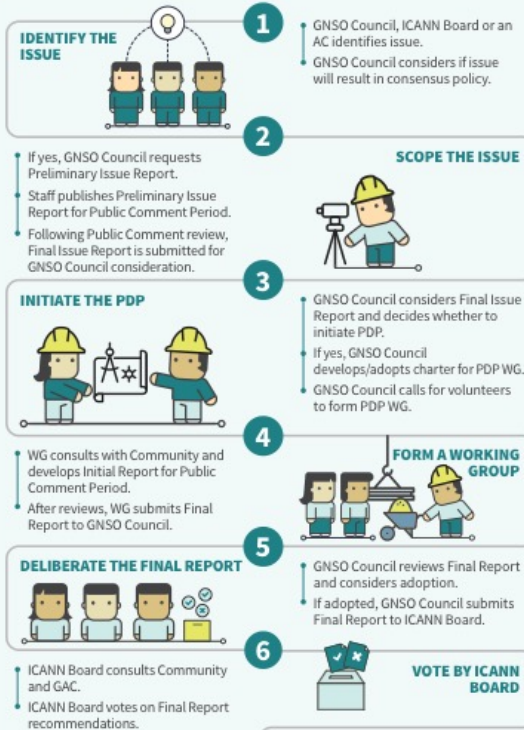 1
IDENTIFY THE
ISSUE
GNSO Council, ICANN Board or an
AC identifies issue.
GNSO Council considers if issue
will result in consensus policy.
2
SCOPE THE ISSUE
If yes, GNSO Council requests
Preliminary Issue Report.
Staff publishes Preliminary Issue
Report for Public Comment Period.
Following Public Comment review,
Final Issue Report is submitted for
GNSO Council consideration.
3
INITIATE THE PDP
GNSO Council considers Final Issue
Report and decides whether to
initiate PDP.
If yes, GNSO Council
develops/adopts charter for PDP WG.
GNSO Council calls for volunteers
to form PDP WG.
4
FORM A WORKING
GROUP
WG consults with Community and
develops Initial Report for Public
Comment Period.
After reviews, WG submits Final
Report to GNSO Council.
5
DELIBERATE THE FINAL REPORT
GNSO Council reviews Final Report
and considers adoption.
If adopted, GNSO Council submits
Final Report to ICANN Board.
6
VOTE BY ICANN
BOARD
ICANN Board consults Community
and GAC.
ICANN Board votes on Final Report
recommendations.